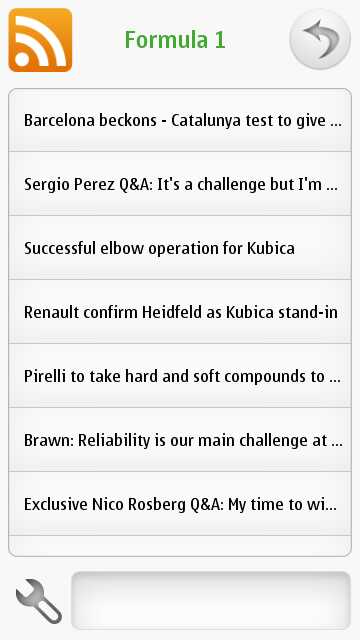 Formula 1
Barcelona beckons - Catalunya test to give ...
Sergio Perez Q&A: It's a challenge but I'm ...
Successful elbow operation for Kubica
Renault confirm Heidfeld as Kubica stand-in
Pirelli to take hard and soft compounds to ...
Brawn: Reliability is our main challenge at ...
Exclusive Nico Rosberg Q&A: My time to wi...